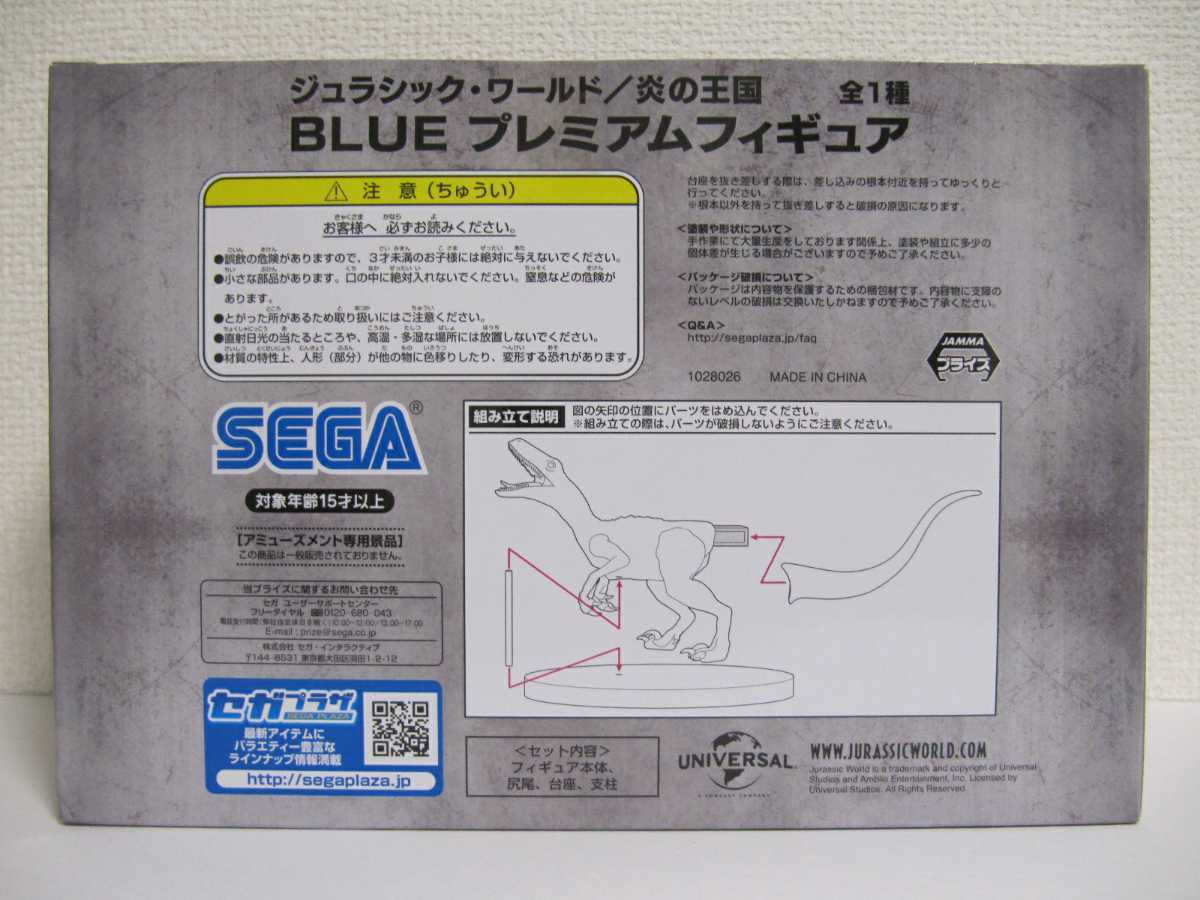 ジュラシック・ワールド／炎の王国 全1種
BLUE プレミアムフィギュア
⚠ 注 意（ちゅうい）
お客様へ 必ずお読みください。
●誤飲の危険がありますので、３才未満のお子様には絶対に与えないでください。
●小さな部品があります。口の中に絶対入れないでください。窒息などの危険が
あります。
●とがった所があるため取り扱いにはご注意ください。
●直射日光の当たるところや、高温・多湿な場所には放置しないでください。
●材質の特性上、人形（部分）が他の物に色移りしたり、変形する恐れがあります。
台座を抜き差しする際は、差し込みの根本付近を持ってゆっくりと
行ってください。
※根本以外を持って抜き差しすると破損の原因になります。
＜塗装や形状について＞
手作業にて大量生産をしております関係上、塗装や組立に多少の
個体差が生じる場合がございますので予めご了承ください。
＜パッケージ破損について＞
パッケージは内容物を保護するための梱包材です。内容物に支障の
ないレベルの破損は交換いたしかねますので予めご了承ください。
＜Q&A＞
http://segaplaza.jp/faq
1028026 MADE IN CHINA
JAMMA
プライズ
SEGA®
対象年齢15才以上
［アミューズメント専用景品］
この商品は一般販売されておりません。
当プライズに関するお問い合わせ先
セガ ユーザーサポートセンター
フリーダイヤル 0120-680-043
電話受付時間（弊社指定休日を除く）10:00-12:00/13:00-17:00
E-mail : prize@sega.co.jp
株式会社 セガ・インタラクティブ
〒144-8531 東京都大田区羽田1-2-12
セガプラザ
SEGA PLAZA
最新アイテムに
バラエティー豊富な
ラインナップ情報満載
http://segaplaza.jp
組み立て説明
図の矢印の位置にパーツをはめ込んでください。
※組み立ての際は、パーツが破損しないようにご注意ください。
＜セット内容＞
フィギュア本体、
尻尾、台座、支柱
UNIVERSAL
A COMCAST COMPANY
WWW.JURASSICWORLD.COM
Jurassic World is a trademark and copyright of Universal
Studios and Amblin Entertainment, Inc. Licensed by
Universal Studios. All Rights Reserved.